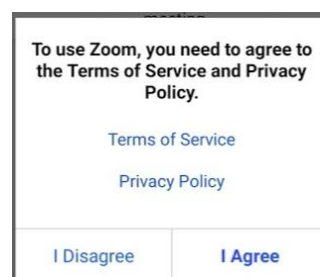 meeting
To use Zoom, you need to agree to
the Terms of Service and Privacy
Policy.
Terms of Service
Privacy Policy
I Disagree
I Agree